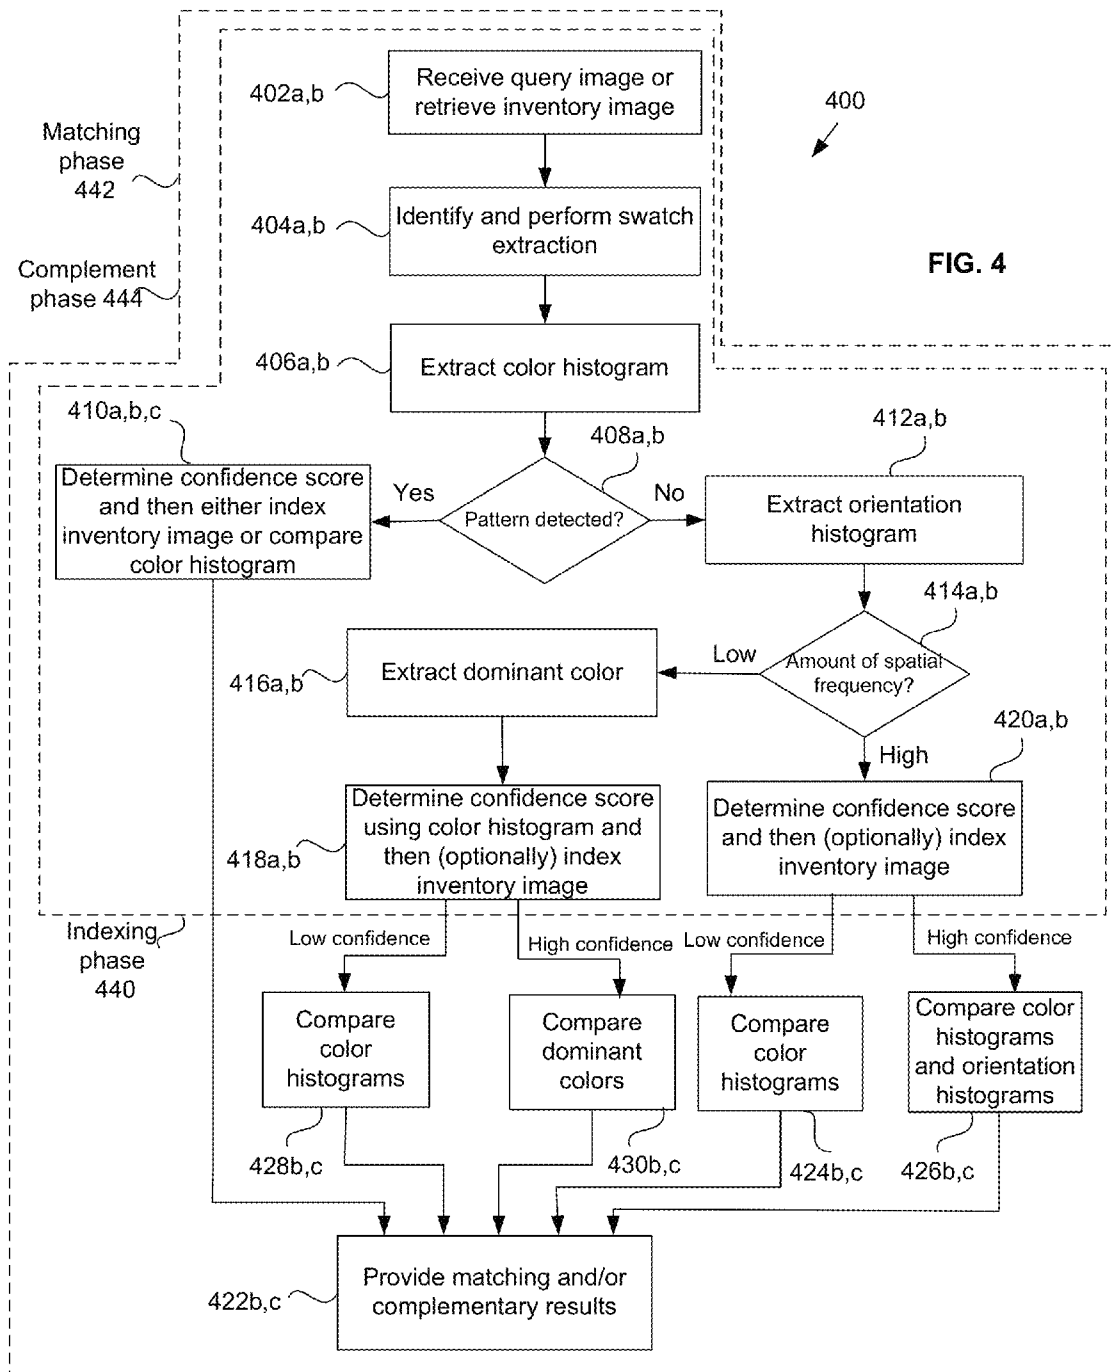 402a,b
Receive query image or
retrieve inventory image
400
Matching
phase
442
404a,b
Identify and perform swatch
extraction
Complement
phase 444
FIG. 4
406a,b
Extract color histogram
410a,b,c
408a,b
412a,b
Determine confidence score
and then either index
inventory image or compare
color histogram
Yes
Pattern detected?
No
Extract orientation
histogram
414a,b
416a,b
Extract dominant color
Low
Amount of spatial
frequency?
420a,b
High
418a,b
Determine confidence score
using color histogram and
then (optionally) index
inventory image
Determine confidence score
and then (optionally) index
inventory image
Indexing
phase
440
Low confidence
High confidence
Low confidence
High confidence
Compare
color
histograms
Compare
dominant
colors
Compare
color
histograms
Compare color
histograms
and orientation
histograms
428b,c
430b,c
424b,c
426b,c
422b,c
Provide matching and/or
complementary results